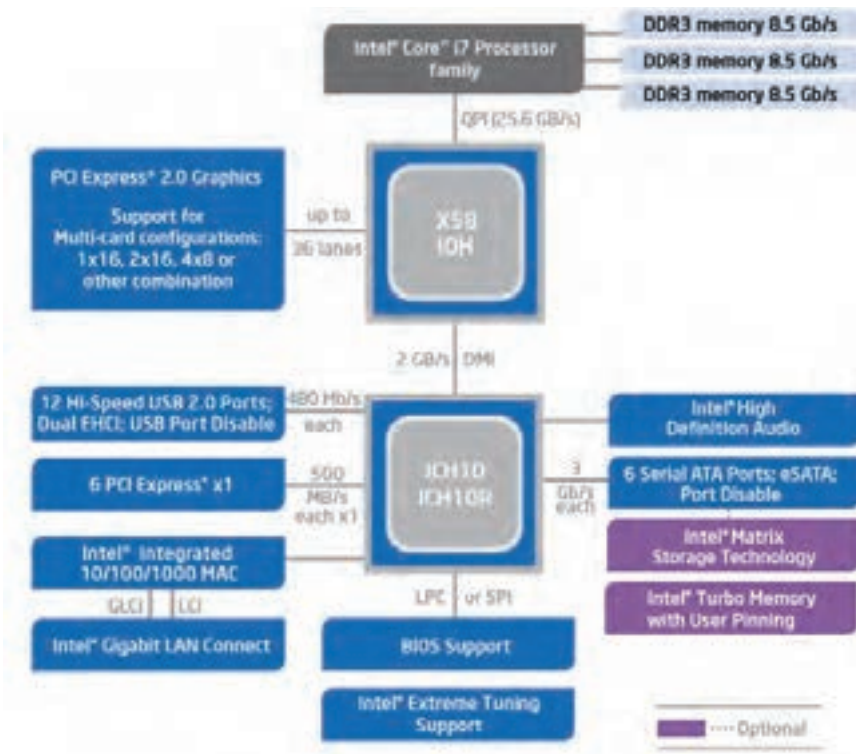 Intel® Core™ i7 Processor
family
DDR3 memory 8.5 Gb/s
DDR3 memory 8.5 Gb/s
DDR3 memory 8.5 Gb/s
QPI (25.6 GB/s)
PCI Express® 2.0 Graphics
Support for
Multi-card configurations:
1x16, 2x16, 4x8 or
other combination
up to
36 lanes
X58
IOH
2 GB/s DMI
12 Hi-Speed USB 2.0 Ports;
Dual EHCI; USB Port Disable
480 Mb/s
each
6 PCI Express® x1
500
MB/s
each x1
Intel® Integrated
10/100/1000 MAC
GLCI LCI
Intel® Gigabit LAN Connect
ICH10
ICH10R
Intel® High
Definition Audio
3
Gb/s
each
6 Serial ATA Ports; eSATA;
Port Disable
Intel® Matrix
Storage Technology
Intel® Turbo Memory
with User Pinning
LPC or SPI
BIOS Support
Intel® Extreme Tuning
Support
Optional